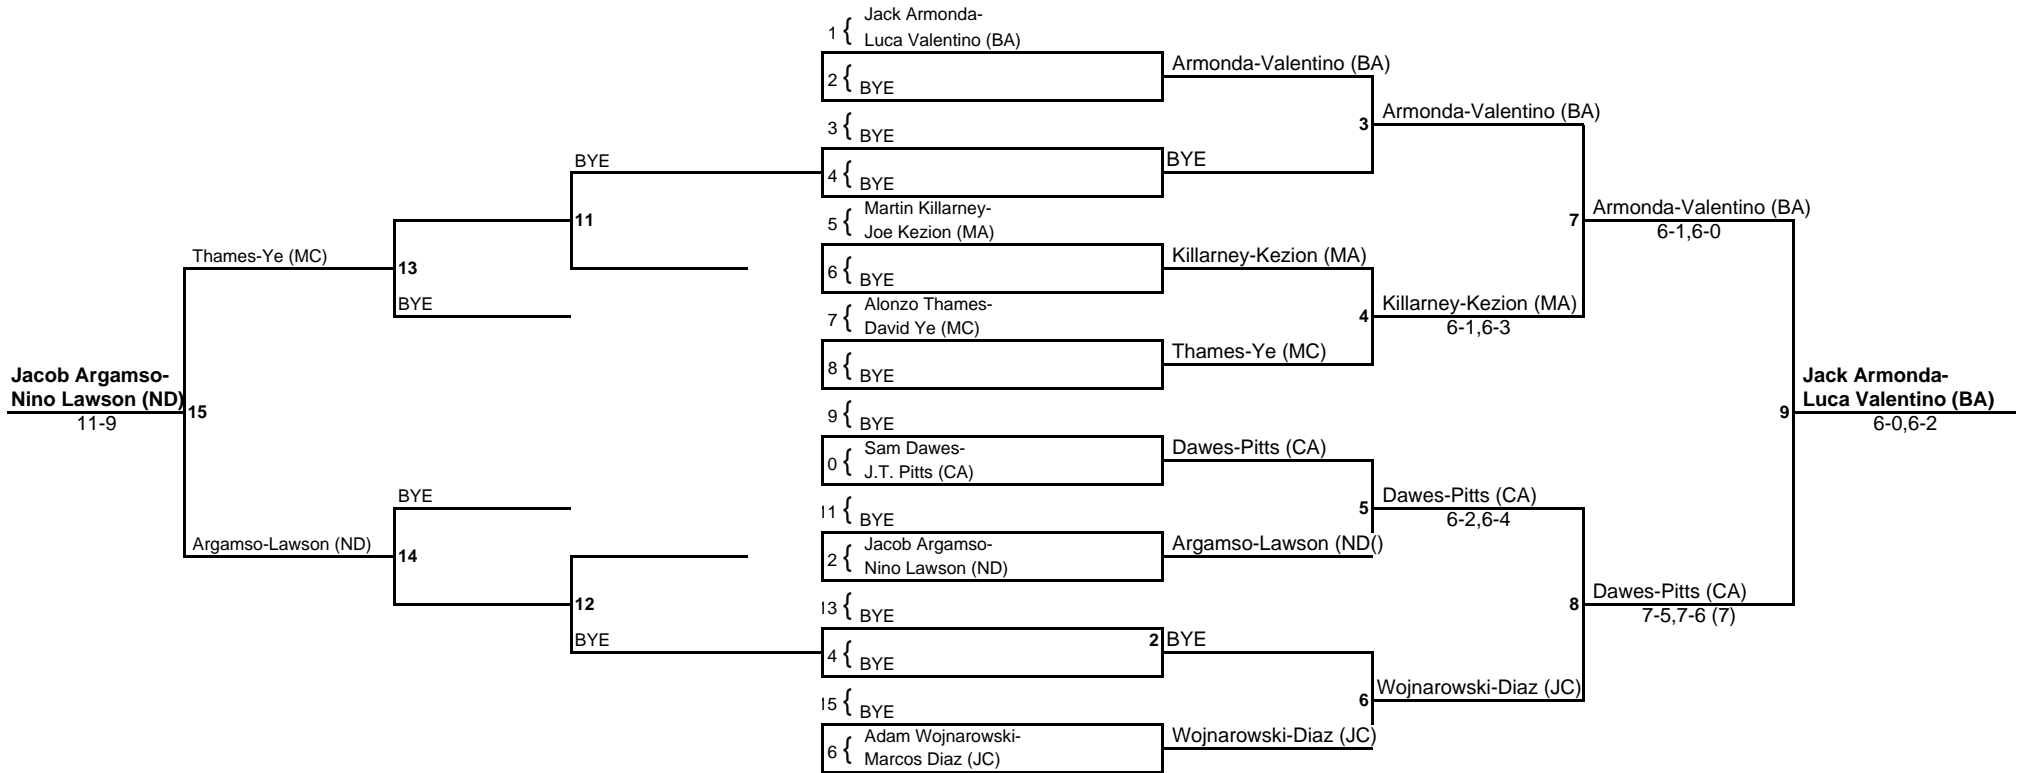 Jack Armonda-
1 { Luca Valentino (BA)
2 { BYE
Armonda-Valentino (BA)
3 { BYE
3
Armonda-Valentino (BA)
4 { BYE
BYE
BYE
11
5 { Martin Killarney-
Joe Kezion (MA)
7
Armonda-Valentino (BA)
6-1,6-0
6 { BYE
Killarney-Kezion (MA)
Thames-Ye (MC)
13
BYE
7 { Alonzo Thames-
David Ye (MC)
4
Killarney-Kezion (MA)
6-1,6-3
8 { BYE
Thames-Ye (MC)
Jacob Argamso-
Nino Lawson (ND)
11-9
15
9 { BYE
9
Jack Armonda-
Luca Valentino (BA)
6-0,6-2
0 { Sam Dawes-
J.T. Pitts (CA)
Dawes-Pitts (CA)
BYE
11 { BYE
5
Dawes-Pitts (CA)
6-2,6-4
Argamso-Lawson (ND)
14
2 { Jacob Argamso-
Nino Lawson (ND)
Argamso-Lawson (ND()
12
13 { BYE
8
Dawes-Pitts (CA)
7-5,7-6 (7)
BYE
4 { BYE
2
BYE
15 { BYE
6
Wojnarowski-Diaz (JC)
6 { Adam Wojnarowski-
Marcos Diaz (JC)
Wojnarowski-Diaz (JC)